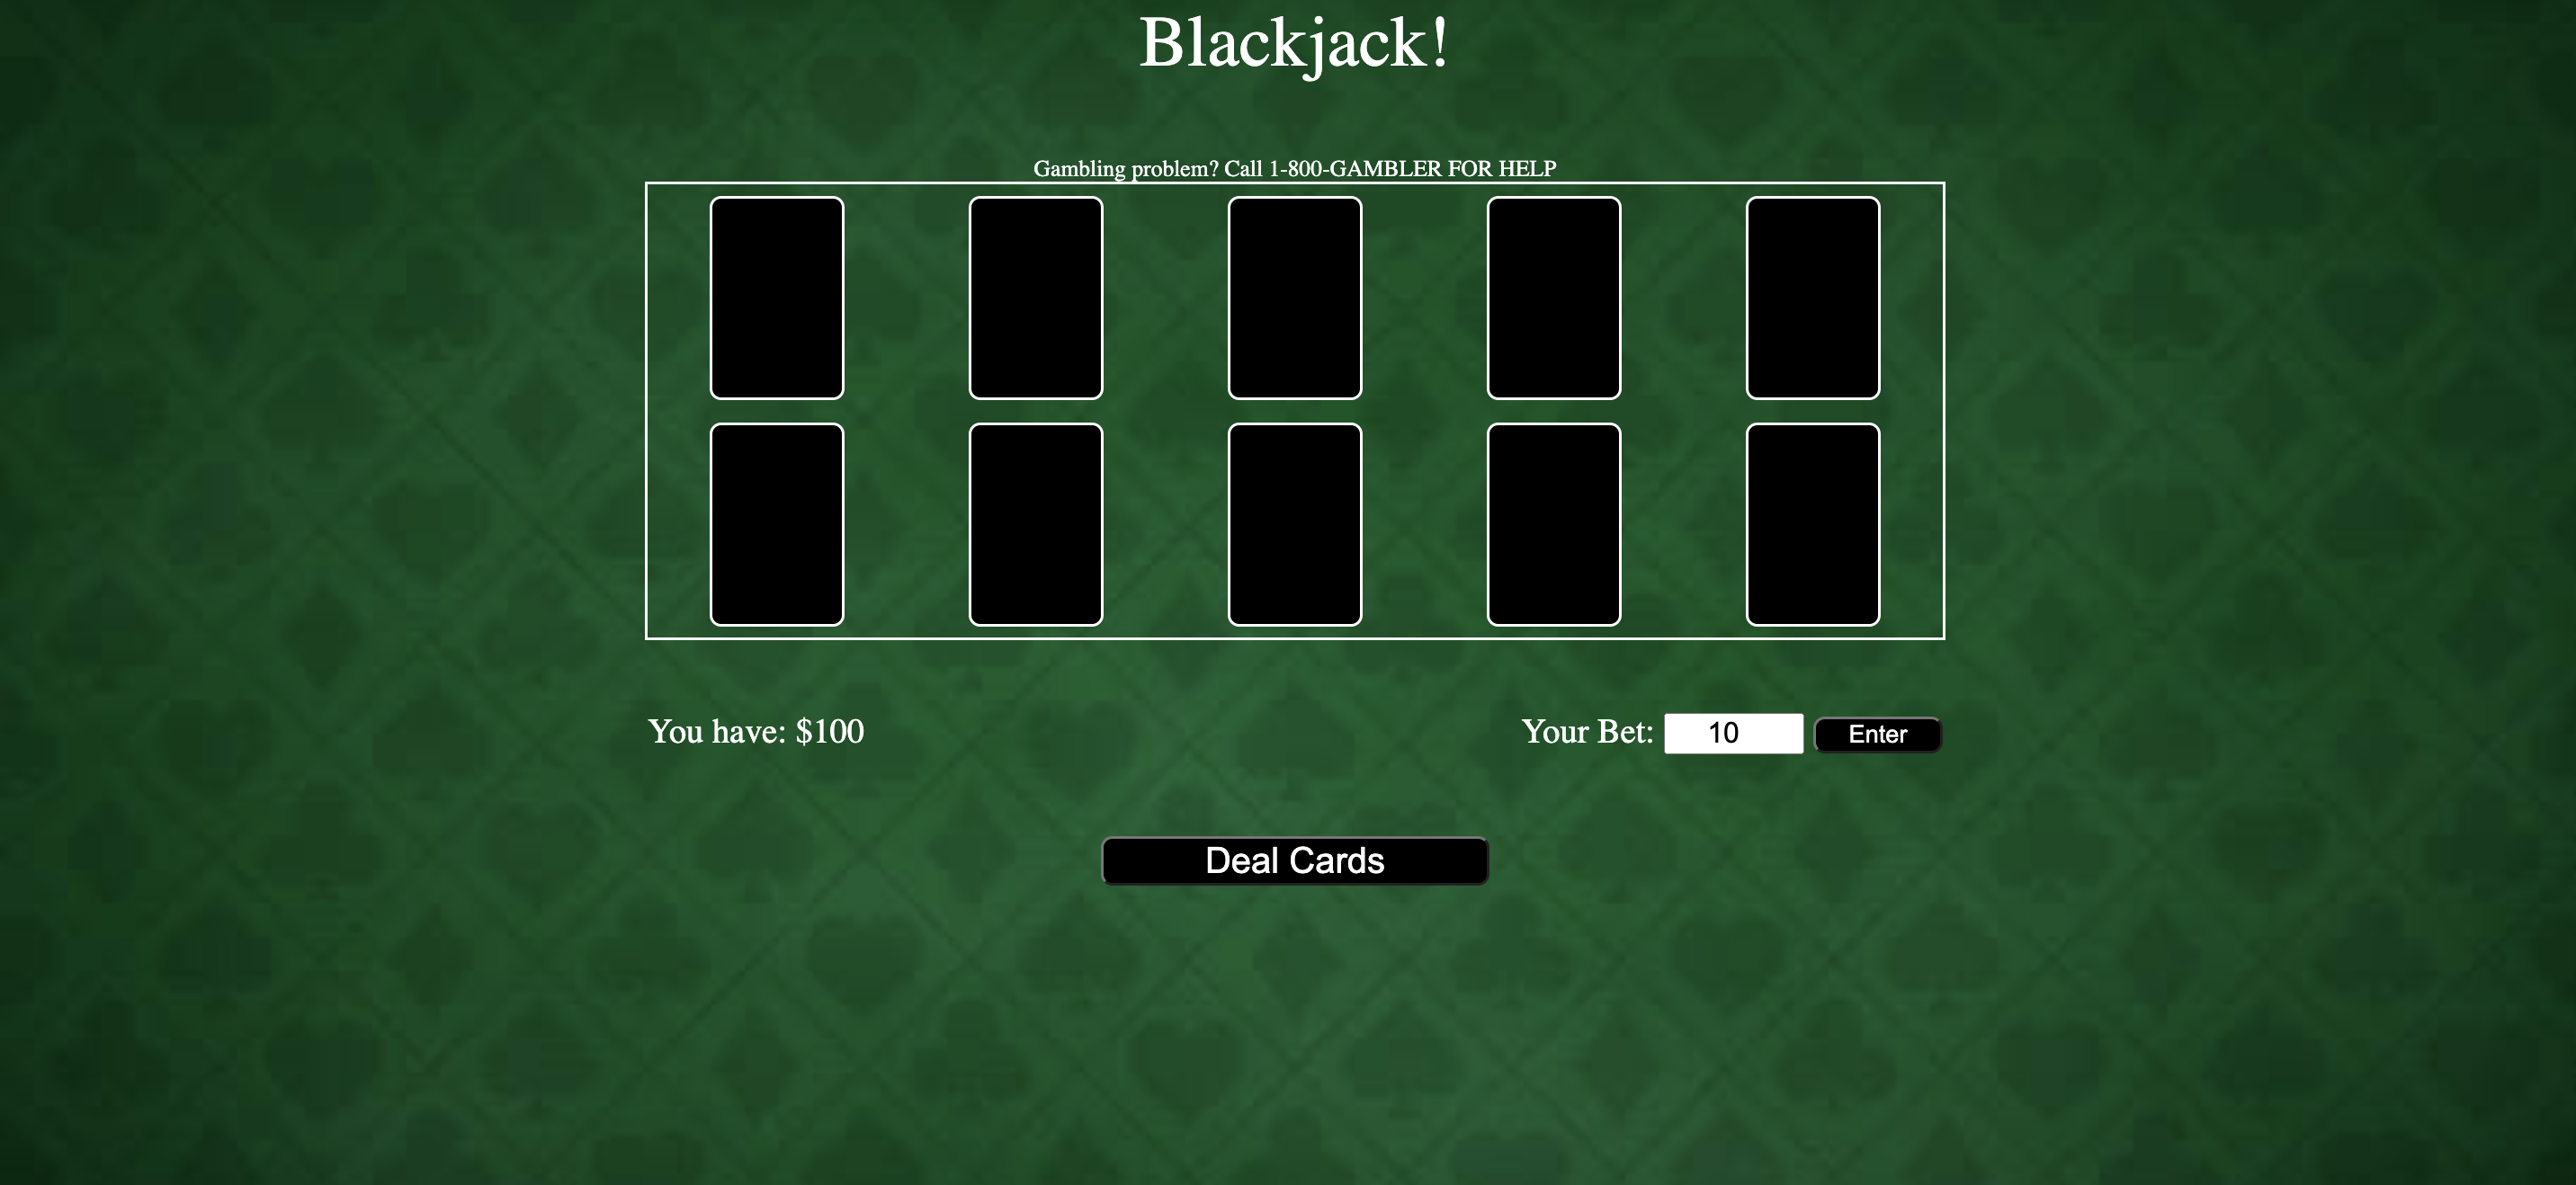 Blackjack!
Gambling problem? Call 1-800-GAMBLER FOR HELP
You have: $100
Your Bet: 10 Enter
Deal Cards